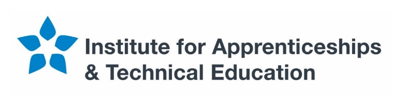 Institute for Apprenticeships
& Technical Education